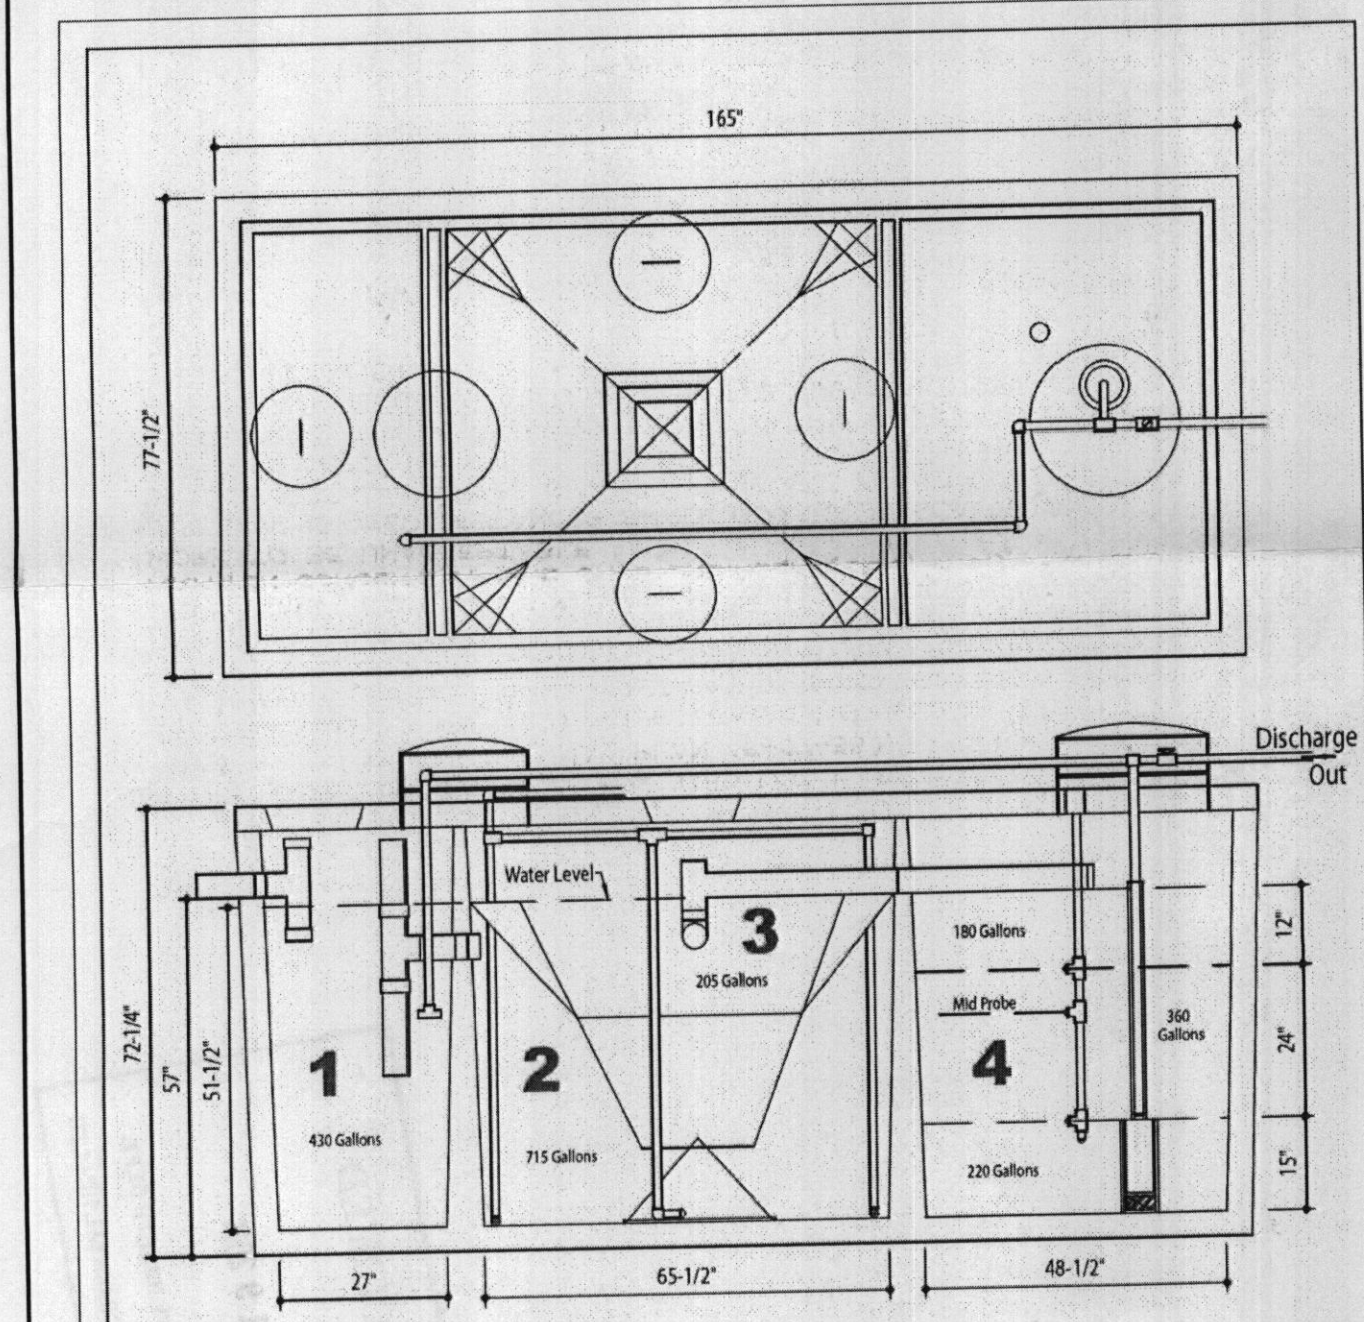 165"
77-1/2"
Discharge
Out
Water Level
3
12"
180 Gallons
205 Gallons
Mid Probe
360
Gallons
24"
72-1/4"
57"
51-1/2"
1
2
4
430 Gallons
715 Gallons
220 Gallons
15"
27"
65-1/2"
48-1/2"